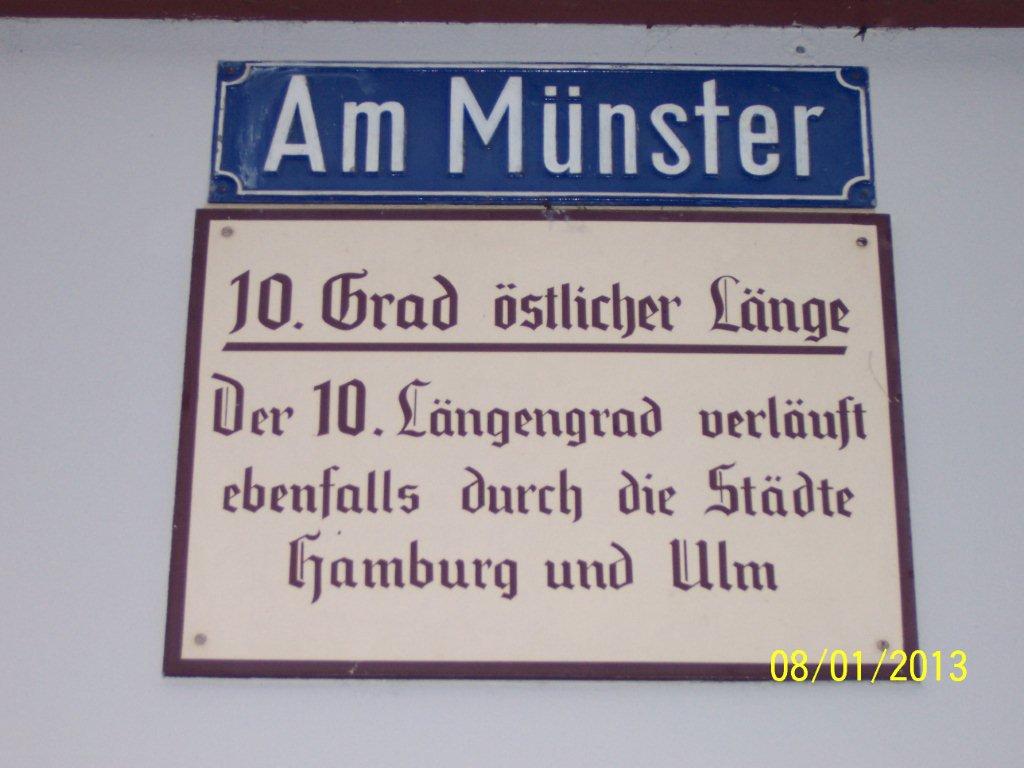 Am Münster
10. Grad östlicher Länge
Der 10. Längengrad verläuft
ebenfalls durch die Städte
Hamburg und Ulm
08/01/2013